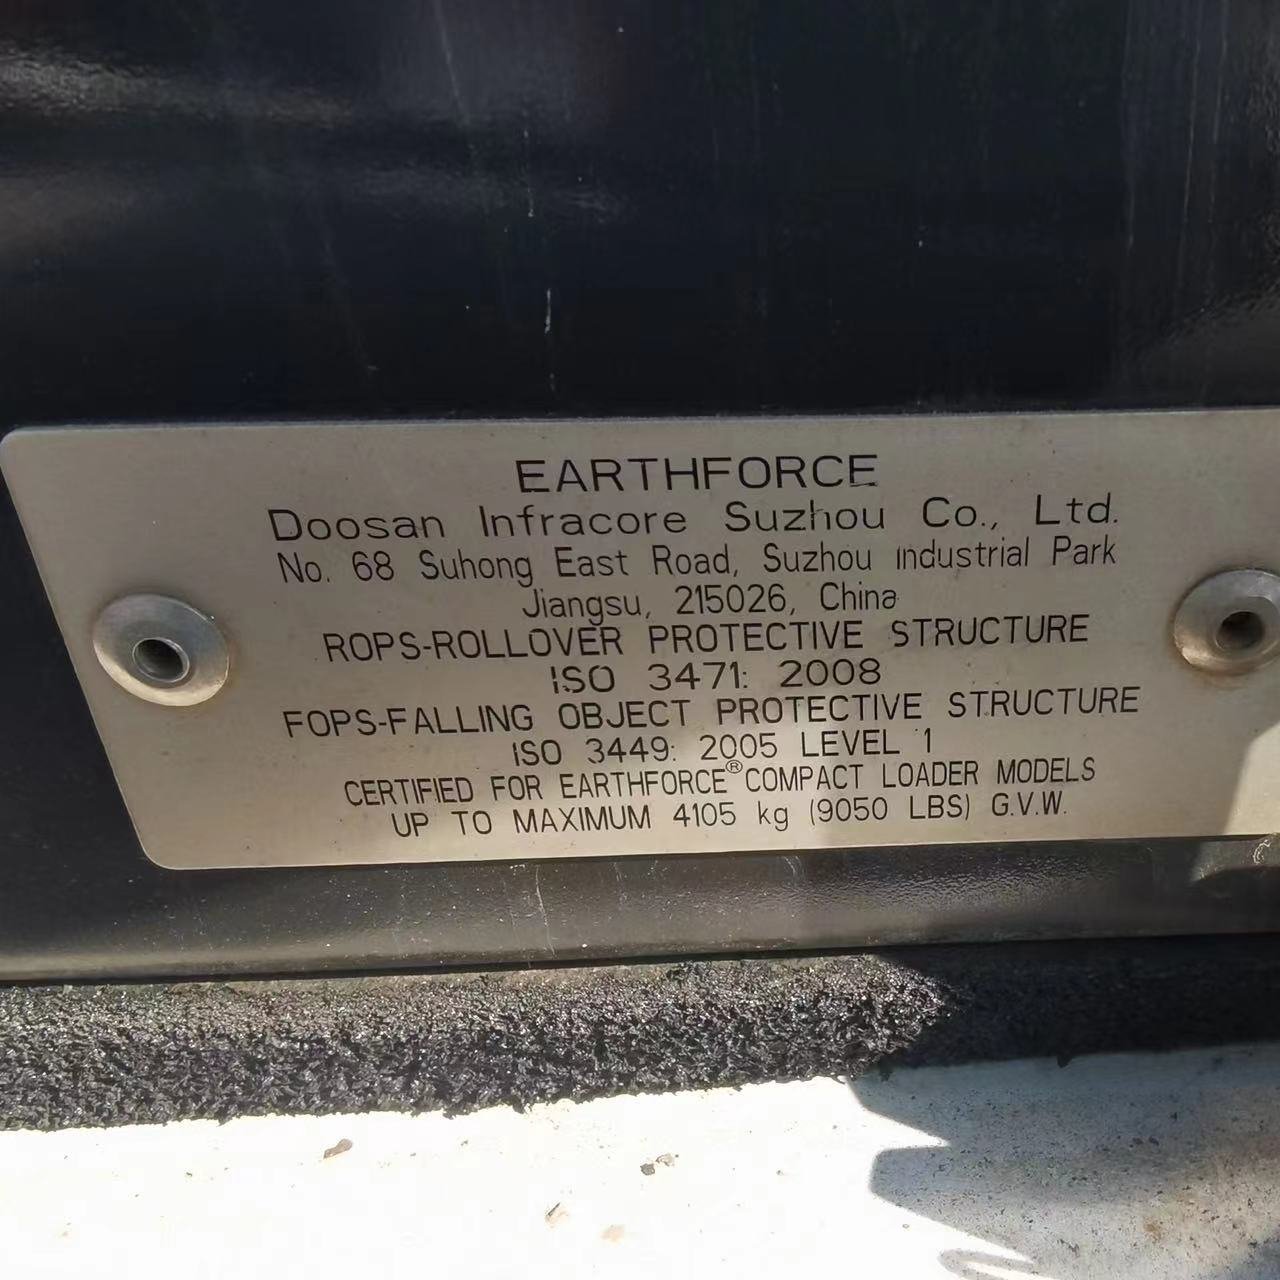 EARTHFORCE
Doosan Infracore Suzhou Co., Ltd.
No. 68 Suhong East Road, Suzhou Industrial Park
Jiangsu, 215026, China
ROPS-ROLLOVER PROTECTIVE STRUCTURE
ISO 3471: 2008
FOPS-FALLING OBJECT PROTECTIVE STRUCTURE
ISO 3449: 2005 LEVEL 1
CERTIFIED FOR EARTHFORCE® COMPACT LOADER MODELS
UP TO MAXIMUM 4105 kg (9050 LBS) G.V.W.